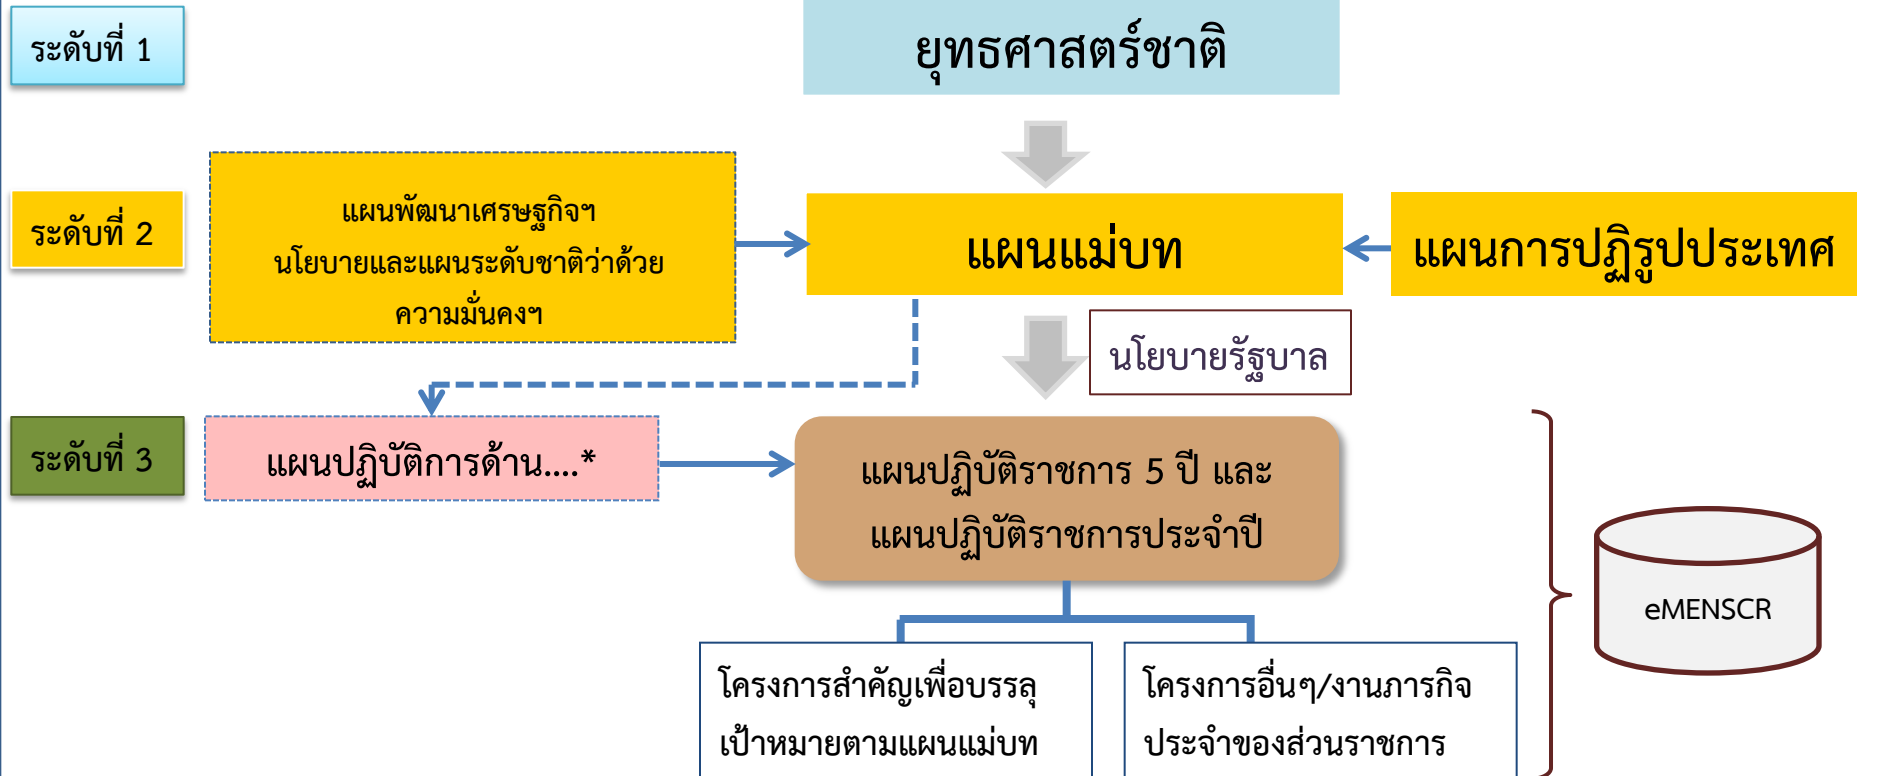 ระดับที่ 1
ยุทธศาสตร์ชาติ
ระดับที่ 2
แผนพัฒนาเศรษฐกิจฯ
นโยบายและแผนระดับชาติว่าด้วย
ความมั่นคงฯ
แผนแม่บท
แผนการปฏิรูปประเทศ
นโยบายรัฐบาล
ระดับที่ 3
แผนปฏิบัติการด้าน....*
แผนปฏิบัติราชการ 5 ปี และ
แผนปฏิบัติราชการประจำปี
eMENSCR
โครงการสำคัญเพื่อบรรลุ
เป้าหมายตามแผนแม่บท
โครงการอื่นๆ/งานภารกิจ
ประจำของส่วนราชการ